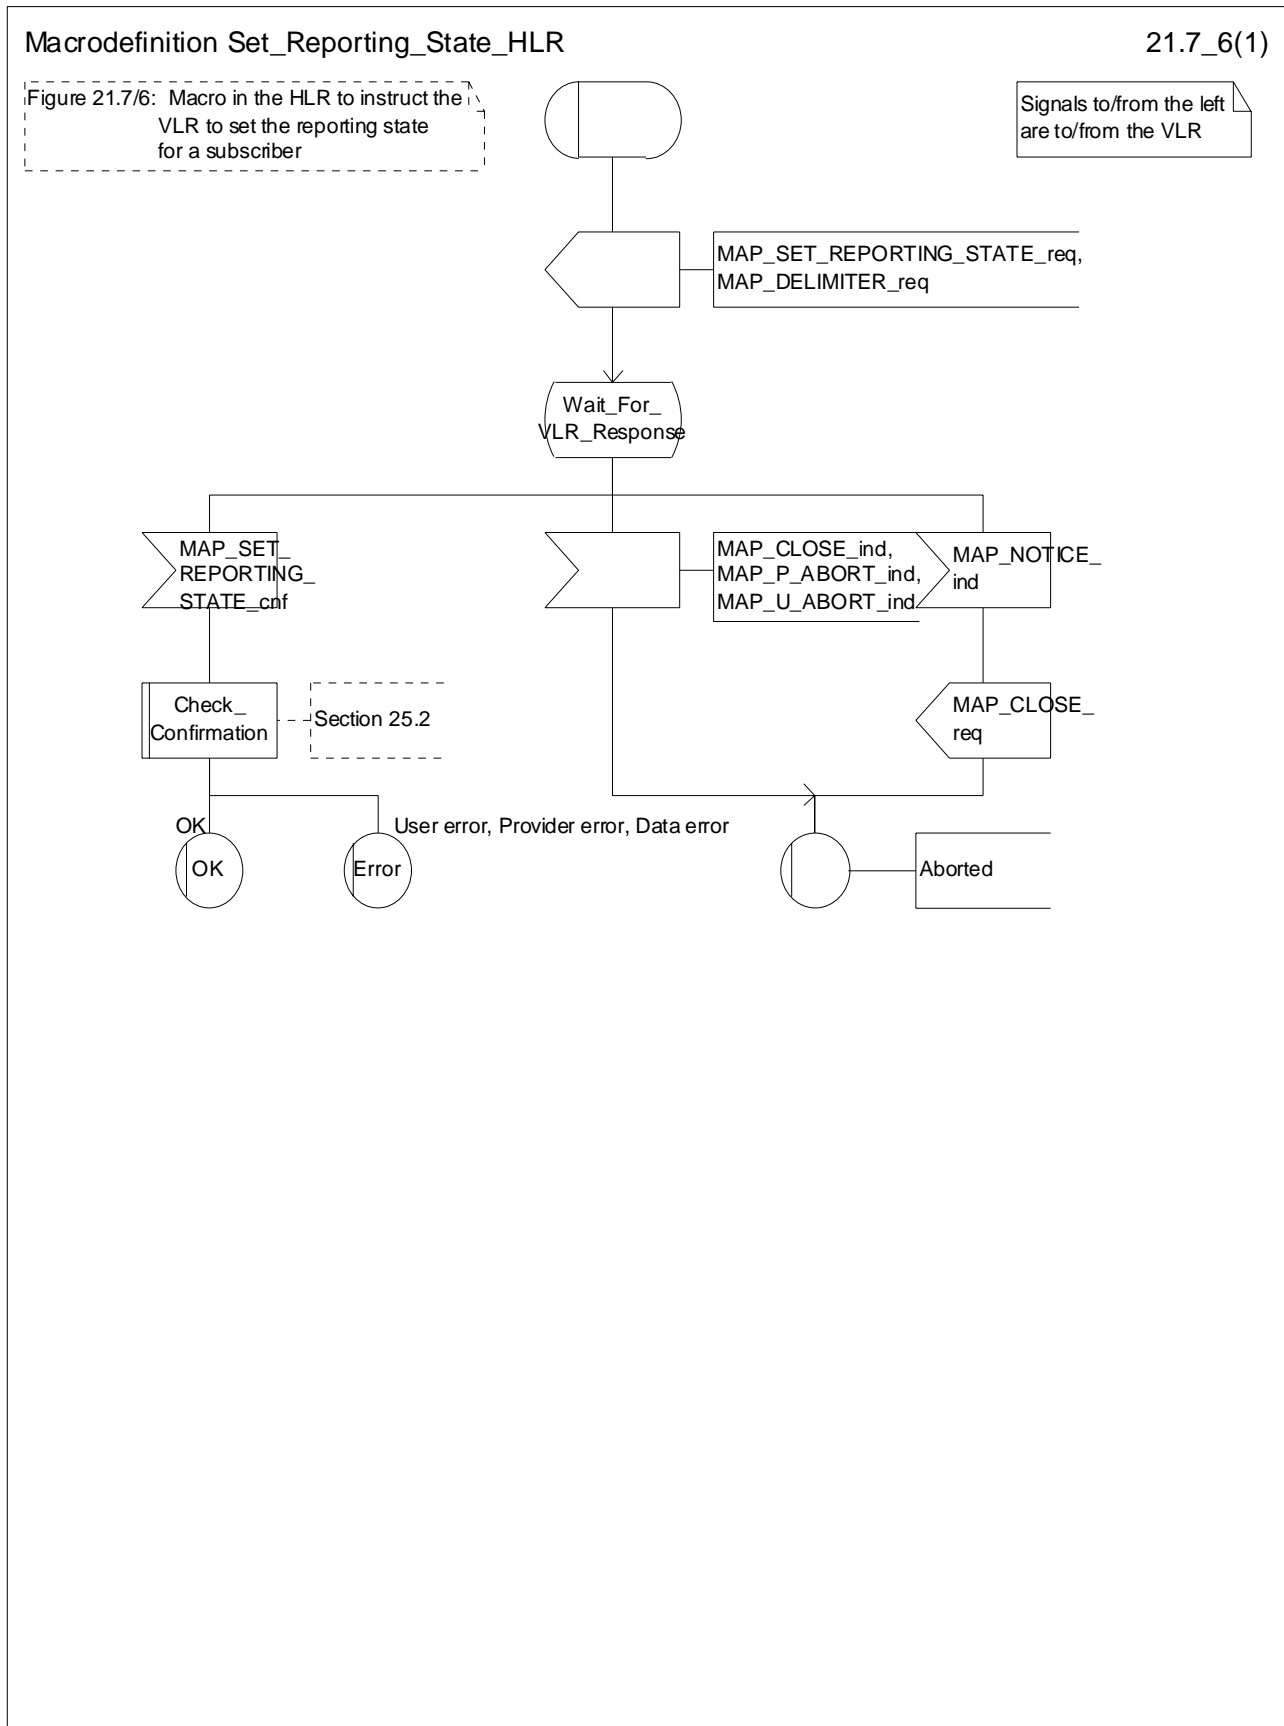 Macrodefinition Set_Reporting_State_HLR
21.7_6(1)
Figure 21.7/6: Macro in the HLR to instruct the
VLR to set the reporting state
for a subscriber
Signals to/from the left
are to/from the VLR
MAP_SET_REPORTING_STATE_req,
MAP_DELIMITER_req
Wait_For_
VLR_Response
MAP_SET_
REPORTING_
STATE_cnf
MAP_CLOSE_ind,
MAP_P_ABORT_ind,
MAP_U_ABORT_ind
MAP_NOTICE_
ind
Check_
Confirmation
Section 25.2
MAP_CLOSE_
req
OK
User error, Provider error, Data error
OK
Error
Aborted